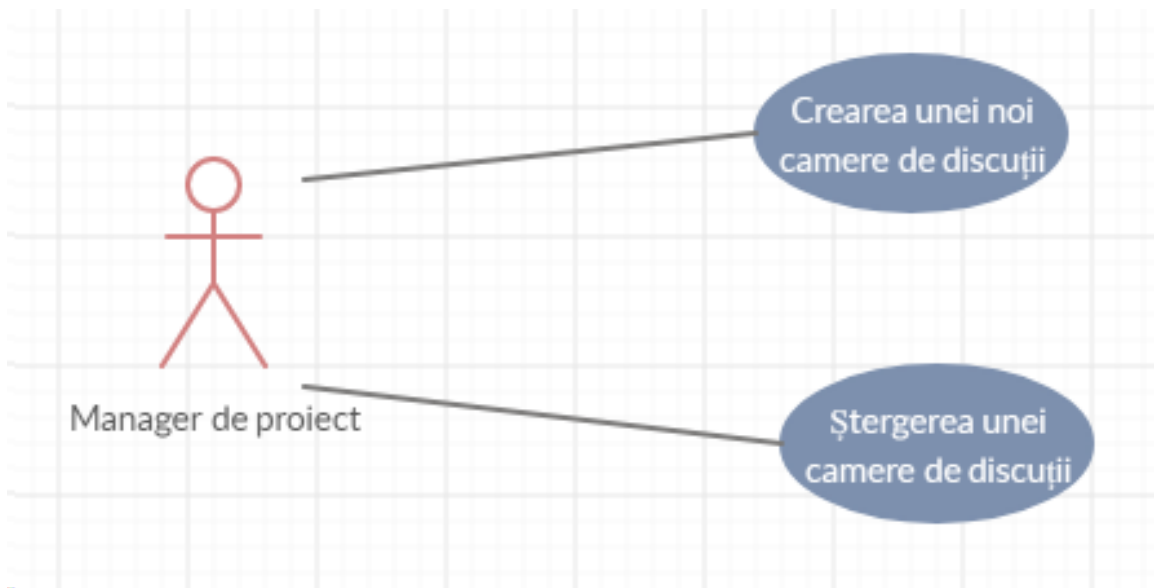 Crearea unei noi
camere de discuții
Manager de proiect
Ștergerea unei
camere de discuții